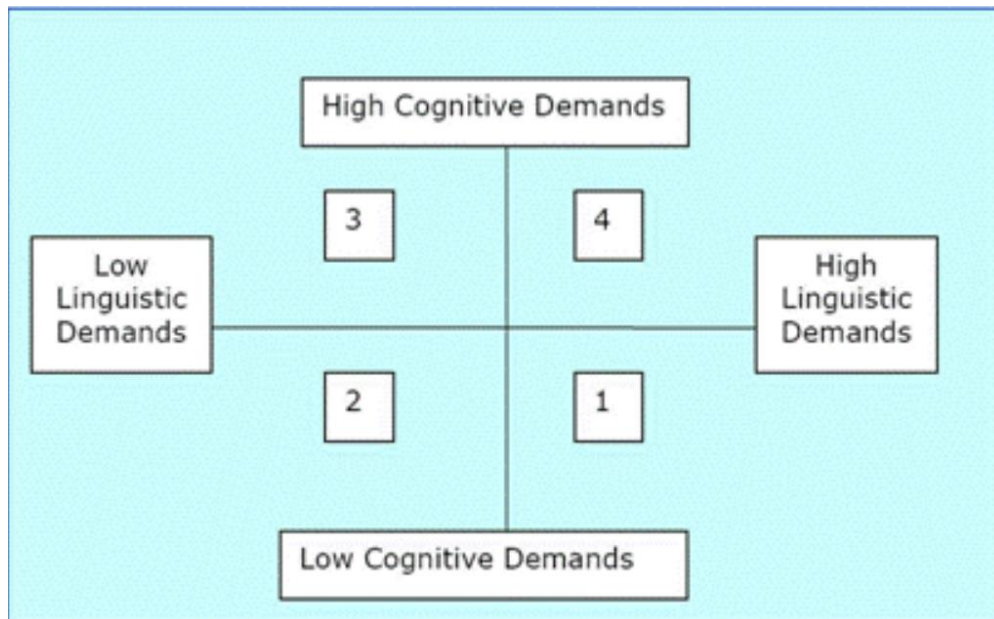 High Cognitive Demands
3
4
Low
Linguistic
Demands
High
Linguistic
Demands
2
1
Low Cognitive Demands